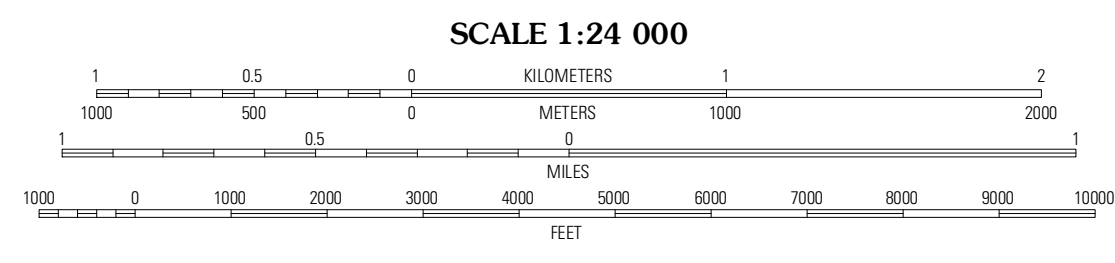 SCALE 1:24 000
1 0.5 0 KILOMETERS 1 2
1000 500 0 METERS 1000 2000
1 0.5 0 1
MILES
1000 0 1000 2000 3000 4000 5000 6000 7000 8000 9000 10000
FEET